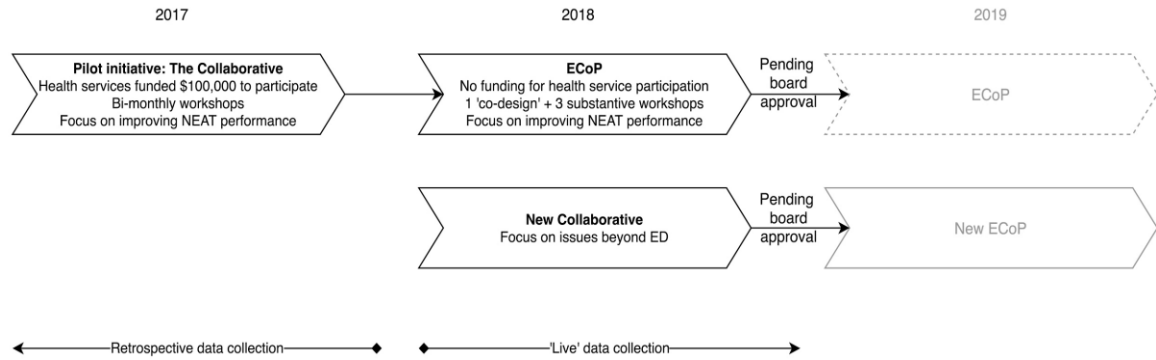 2017
2018
2019
Pilot initiative: The Collaborative
Health services funded $100,000 to participate
Bi-monthly workshops
Focus on improving NEAT performance
ECoP
No funding for health service participation
1 'co-design' + 3 substantive workshops
Focus on improving NEAT performance
Pending
board
approval
ECoP
New Collaborative
Focus on issues beyond ED
Pending
board
approval
New ECoP
Retrospective data collection
'Live' data collection